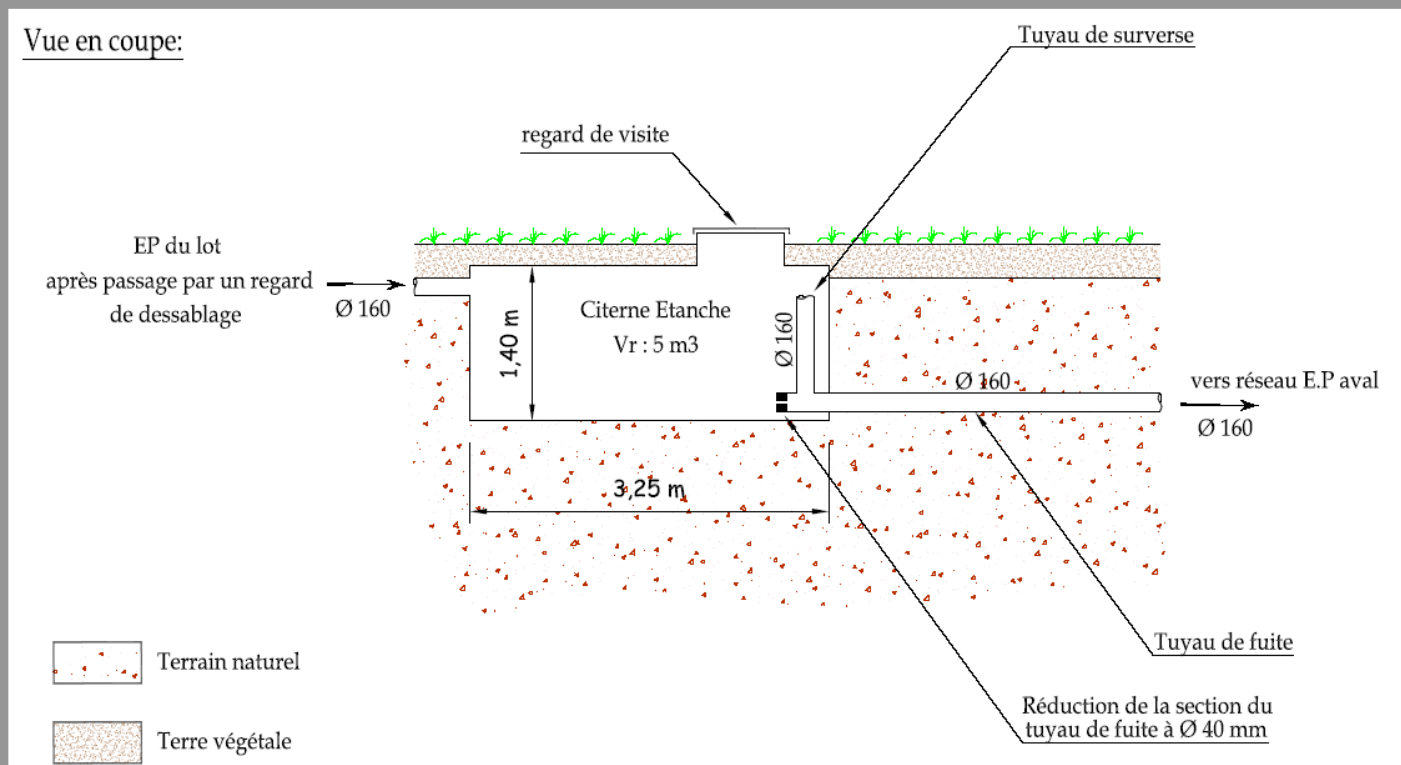 Vue en coupe:
Tuyau de surverse
regard de visite
EP du lot
après passage par un regard
de dessablage
Ø 160
Citerne Etanche
Vr : 5 m3
1,40 m
Ø 160
Ø 160
vers réseau E.P aval
Ø 160
3,25 m
Tuyau de fuite
Réduction de la section du
tuyau de fuite à Ø 40 mm
Terrain naturel
Terre végétale